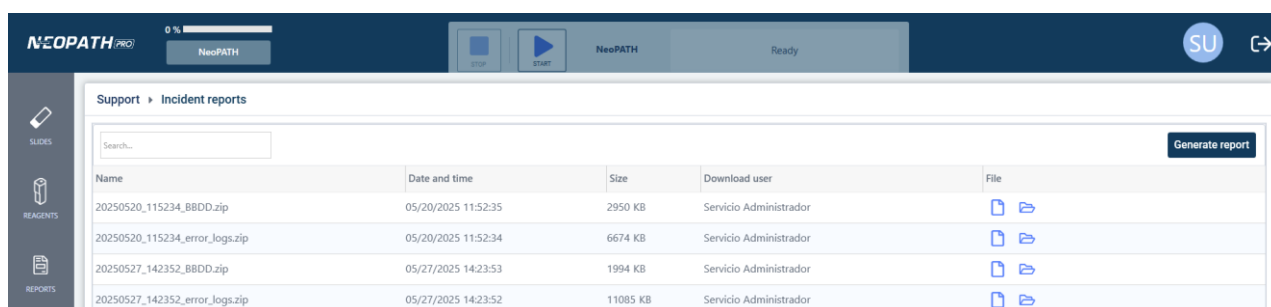 NEOPATH PRO
0 %
NeoPATH
STOP
START
NeoPATH
Ready
SU
Support ▸ Incident reports
SLIDES
Search...
Generate report
Name Date and time Size Download user File
20250520_115234_BBDD.zip 05/20/2025 11:52:35 2950 KB Servicio Administrador
REAGENTS
20250520_115234_error_logs.zip 05/20/2025 11:52:34 6674 KB Servicio Administrador
20250527_142352_BBDD.zip 05/27/2025 14:23:53 1994 KB Servicio Administrador
REPORTS
20250527_142352_error_logs.zip 05/27/2025 14:23:52 11085 KB Servicio Administrador